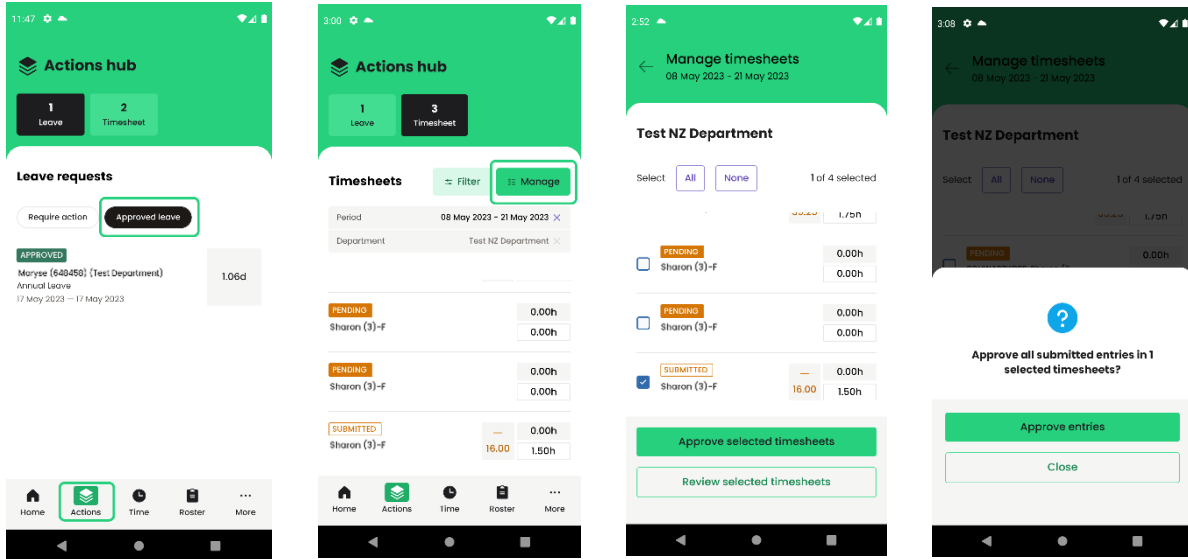 11:47
Actions hub
1
Leave
2
Timesheet
Leave requests
Require action
Approved leave
APPROVED
Maryse (648458) (Test Department)
Annual Leave
17 May 2023 — 17 May 2023
1.06d
Home
Actions
Time
Roster
More
3:00
Actions hub
1
Leave
3
Timesheet
Timesheets
Filter
Manage
Period
08 May 2023 - 21 May 2023
Department
Test NZ Department
PENDING
Sharon (3)-F
0.00h
0.00h
PENDING
Sharon (3)-F
0.00h
0.00h
SUBMITTED
Sharon (3)-F
—
16.00
0.00h
1.50h
Home
Actions
Time
Roster
More
2:52
Manage timesheets
08 May 2023 - 21 May 2023
Test NZ Department
Select
All
None
1 of 4 selected
1.75h
PENDING
Sharon (3)-F
0.00h
0.00h
PENDING
Sharon (3)-F
0.00h
0.00h
SUBMITTED
Sharon (3)-F
—
16.00
0.00h
1.50h
Approve selected timesheets
Review selected timesheets
3:08
Manage timesheets
08 May 2023 - 21 May 2023
Test NZ Department
Select
All
None
1 of 4 selected
1.75h
PENDING
0.00h
Approve all submitted entries in 1
selected timesheets?
Approve entries
Close